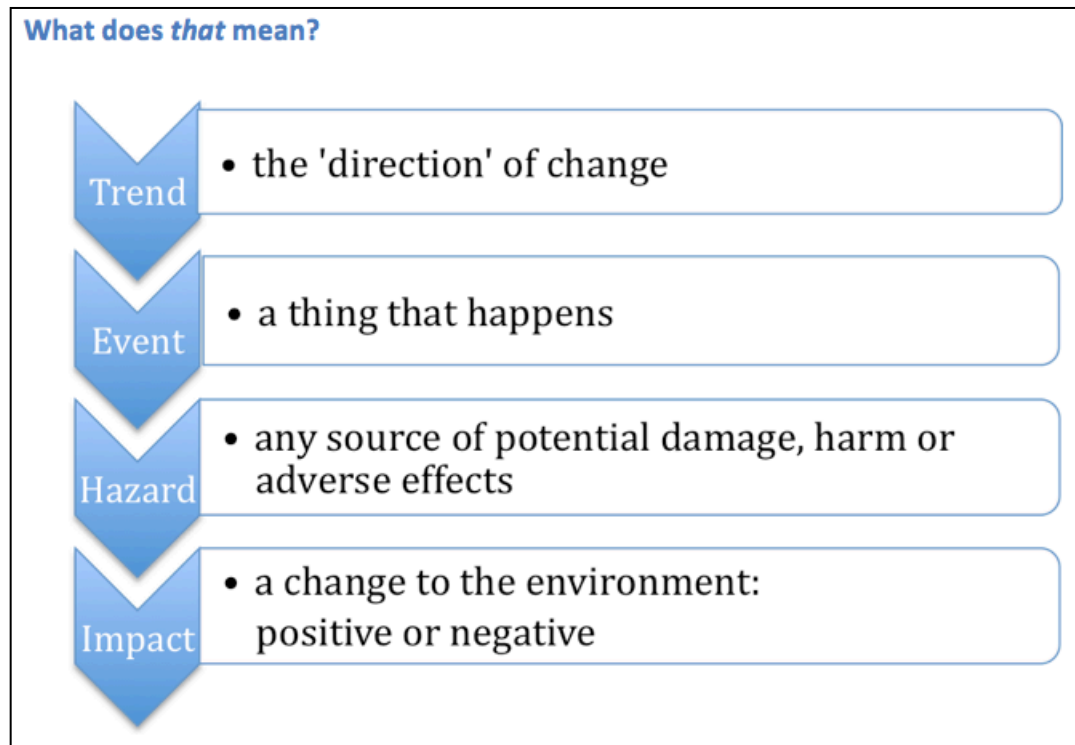 What does that mean?
Trend
• the 'direction' of change
Event
• a thing that happens
Hazard
• any source of potential damage, harm or
adverse effects
Impact
• a change to the environment:
positive or negative